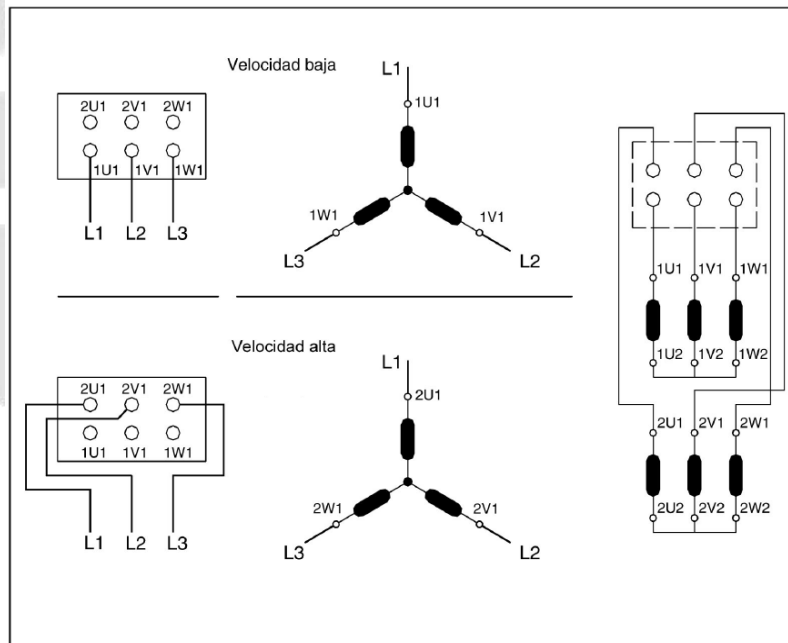 Velocidad baja
2U1 2V1 2W1
1U1 1V1 1W1
L1 L2 L3
L1
1U1
1W1 1V1
L3 L2
Velocidad alta
2U1 2V1 2W1
1U1 1V1 1W1
L1 L2 L3
L1
2U1
2W1 2V1
L3 L2
1U1 1V1 1W1
1U2 1V2 1W2
2U1 2V1 2W1
2U2 2V2 2W2